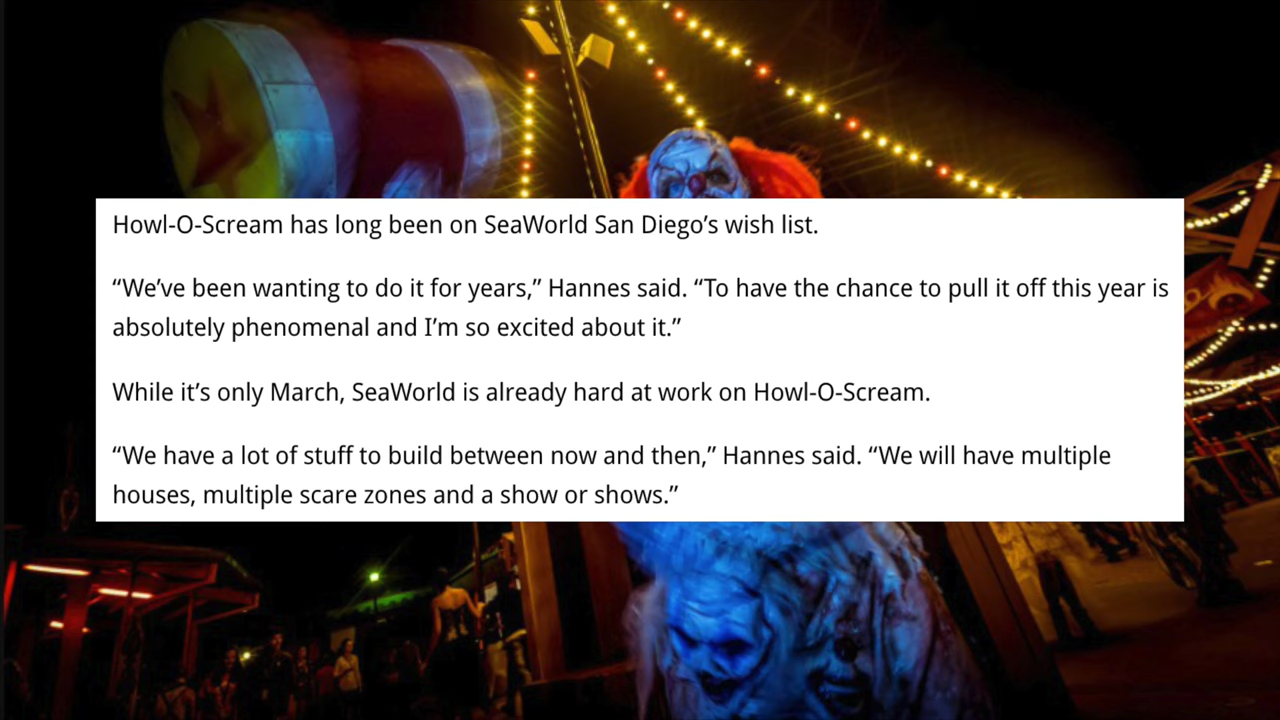 Howl-O-Scream has long been on SeaWorld San Diego’s wish list.
“We’ve been wanting to do it for years,” Hannes said. “To have the chance to pull it off this year is
absolutely phenomenal and I’m so excited about it.”
While it’s only March, SeaWorld is already hard at work on Howl-O-Scream.
“We have a lot of stuff to build between now and then,” Hannes said. “We will have multiple
houses, multiple scare zones and a show or shows.”